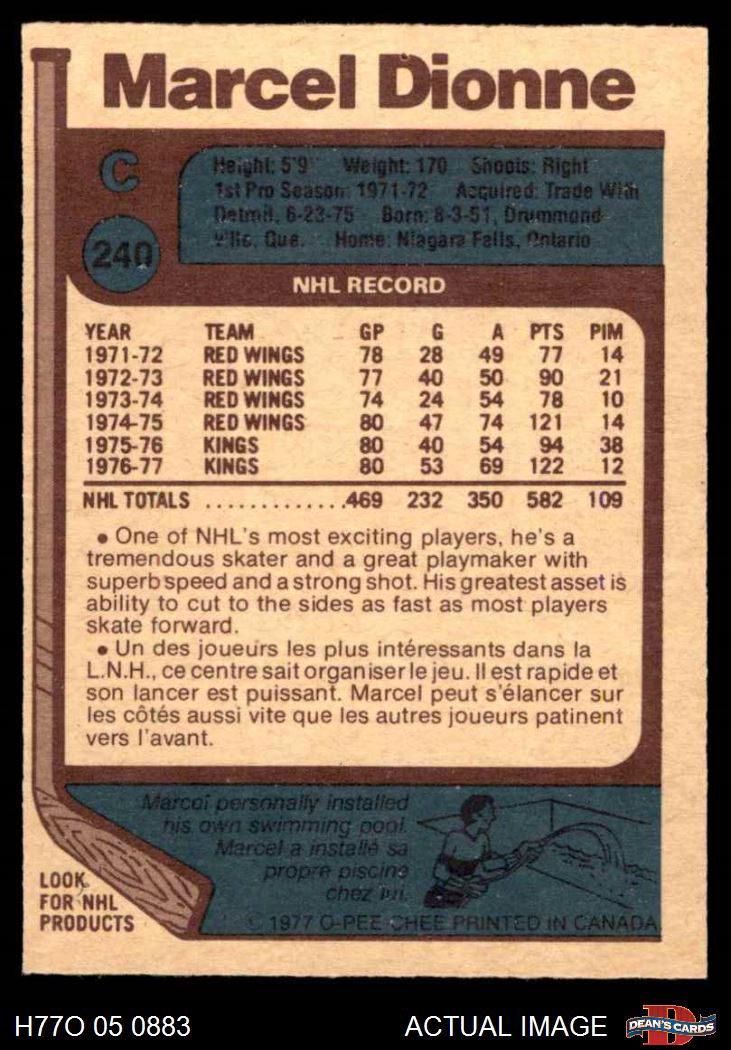 Marcel Dionne
C
Height: 5'9" Weight: 170 Shoots: Right
1st Pro Season: 1971-72 Acquired: Trade With
Detroit, 6-23-75 Born: 8-3-51, Drummond-
ville, Que. Home: Niagara Falls, Ontario
240
NHL RECORD
YEAR TEAM GP G A PTS PIM
1971-72 RED WINGS 78 28 49 77 14
1972-73 RED WINGS 77 40 50 90 21
1973-74 RED WINGS 74 24 54 78 10
1974-75 RED WINGS 80 47 74 121 14
1975-76 KINGS 80 40 54 94 38
1976-77 KINGS 80 53 69 122 12
NHL TOTALS ..............469 232 350 582 109
• One of NHL's most exciting players, he's a
tremendous skater and a great playmaker with
superb speed and a strong shot. His greatest asset is
ability to cut to the sides as fast as most players
skate forward.
• Un des joueurs les plus intéressants dans la
L.N.H., ce centre sait organiser le jeu. Il est rapide et
son lancer est puissant. Marcel peut s'élancer sur
les côtés aussi vite que les autres joueurs patinent
vers l'avant.
Marcel personally installed
his own swimming pool.
Marcel a installé sa
propre piscine
chez lui.
LOOK
FOR NHL
PRODUCTS
© 1977 O-PEE-CHEE PRINTED IN CANADA
H77O 05 0883
ACTUAL IMAGE
D
DEAN'S CARDS